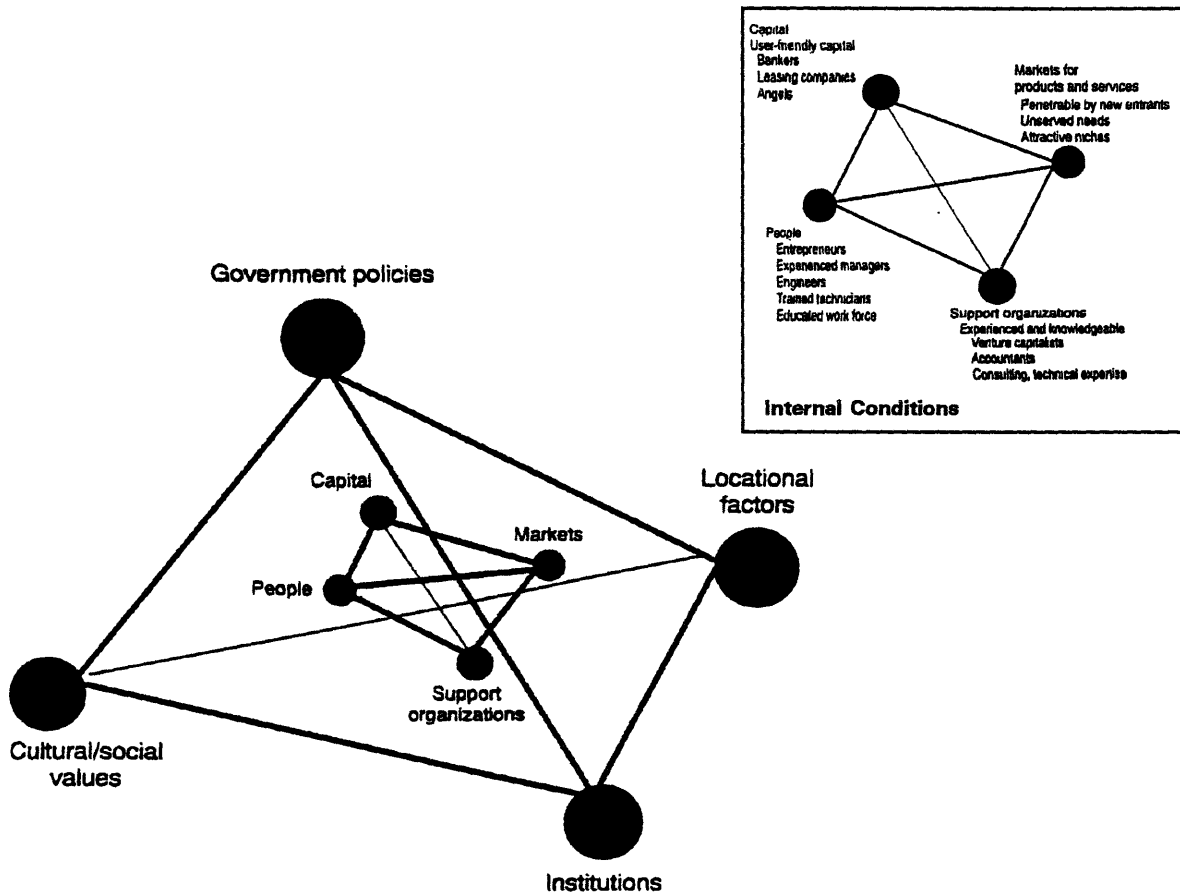 Capital
User-friendly capital
Bankers
Leasing companies
Angels
Markets for
products and services
Penetrable by new entrants
Unserved needs
Attractive niches
People
Entrepreneurs
Experienced managers
Engineers
Trained technicians
Educated work force
Support organizations
Experienced and knowledgeable
Venture capitalists
Accountants
Consulting, technical expertise
Internal Conditions
Government policies
Locational
factors
Capital
Markets
People
Support
organizations
Cultural/social
values
Institutions